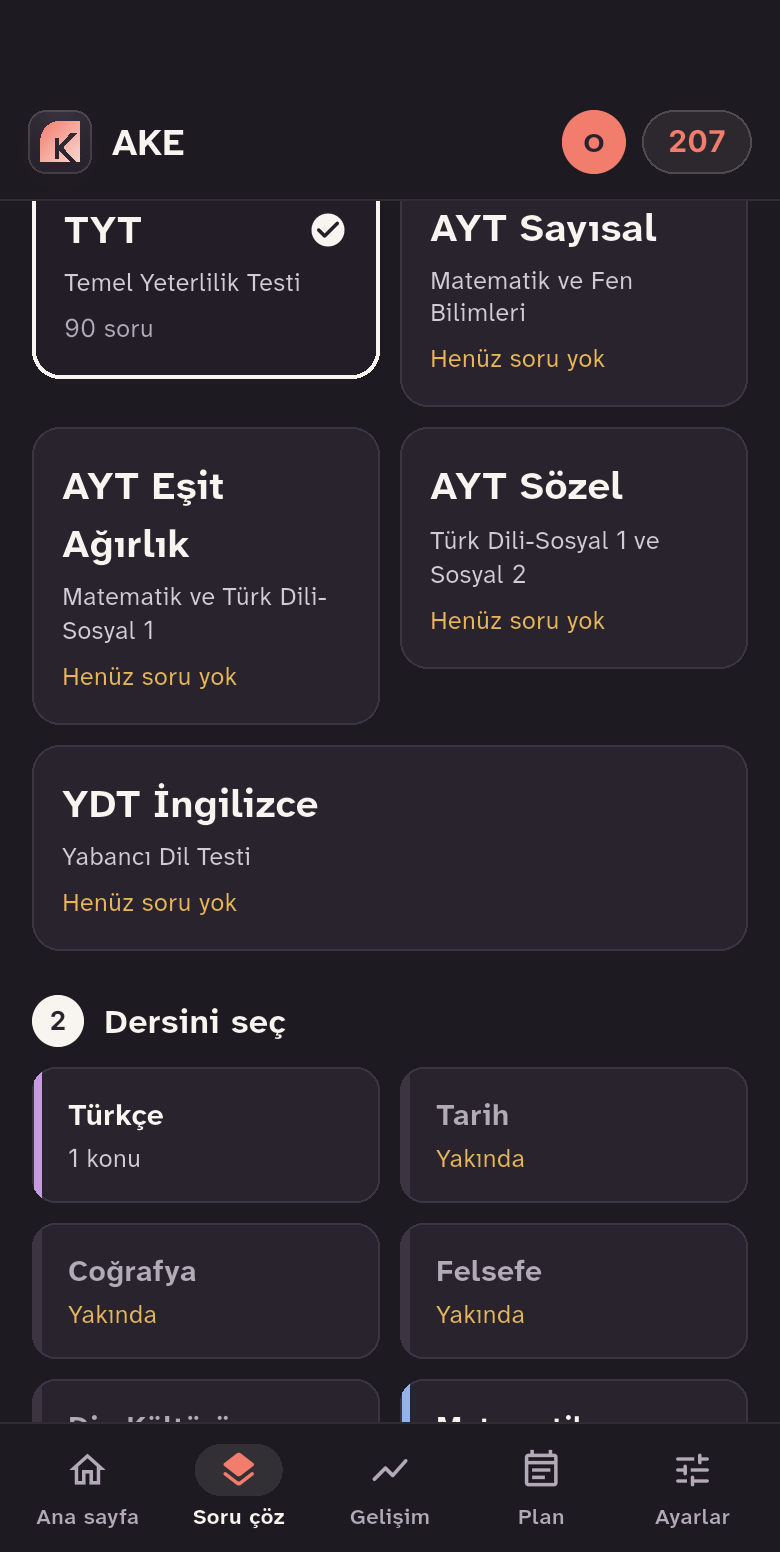 K AKE O 207
TYT
Temel Yeterlilik Testi
90 soru
AYT Sayısal
Matematik ve Fen
Bilimleri
Henüz soru yok
AYT Eşit
Ağırlık
Matematik ve Türk Dili-
Sosyal 1
Henüz soru yok
AYT Sözel
Türk Dili-Sosyal 1 ve
Sosyal 2
Henüz soru yok
YDT İngilizce
Yabancı Dil Testi
Henüz soru yok
2 Dersini seç
Türkçe
1 konu
Tarih
Yakında
Coğrafya
Yakında
Felsefe
Yakında
Din Kültürü
Matematik
Ana sayfa Soru çöz Gelişim Plan Ayarlar